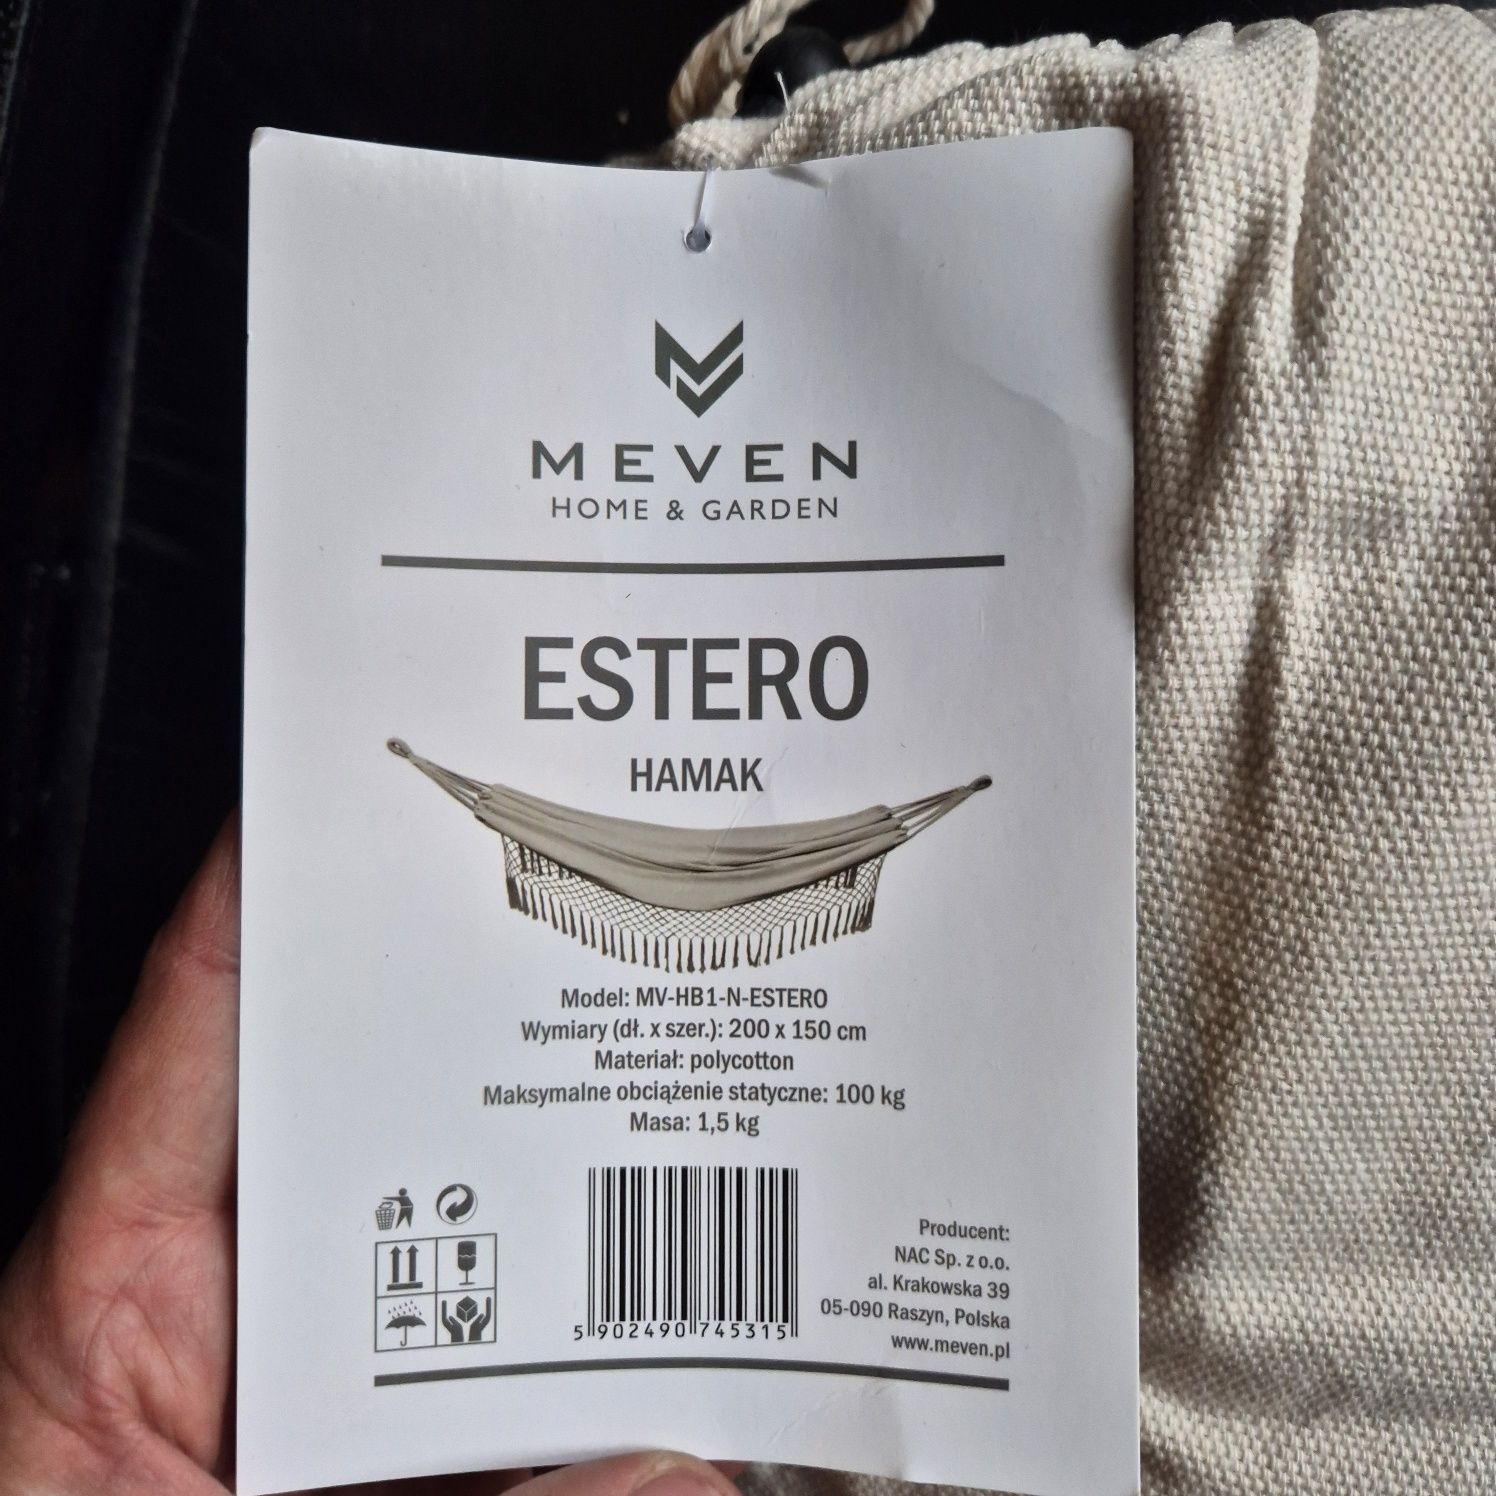 MEVEN
HOME & GARDEN
ESTERO
HAMAK
Model: MV-HB1-N-ESTERO
Wymiary (dł. x szer.): 200 x 150 cm
Materiał: polycotton
Maksymalne obciążenie statyczne: 100 kg
Masa: 1,5 kg
5 902490 745315
Producent:
NAC Sp. z o.o.
al. Krakowska 39
05-090 Raszyn, Polska
www.meven.pl